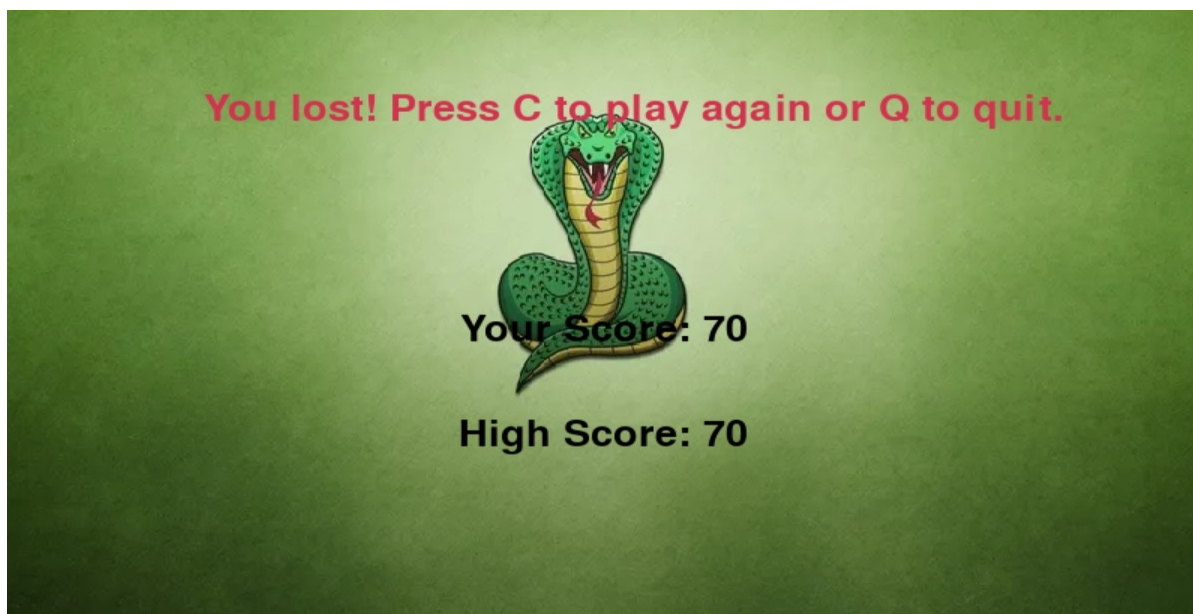 You lost! Press C to play again or Q to quit.
Your Score: 70
High Score: 70